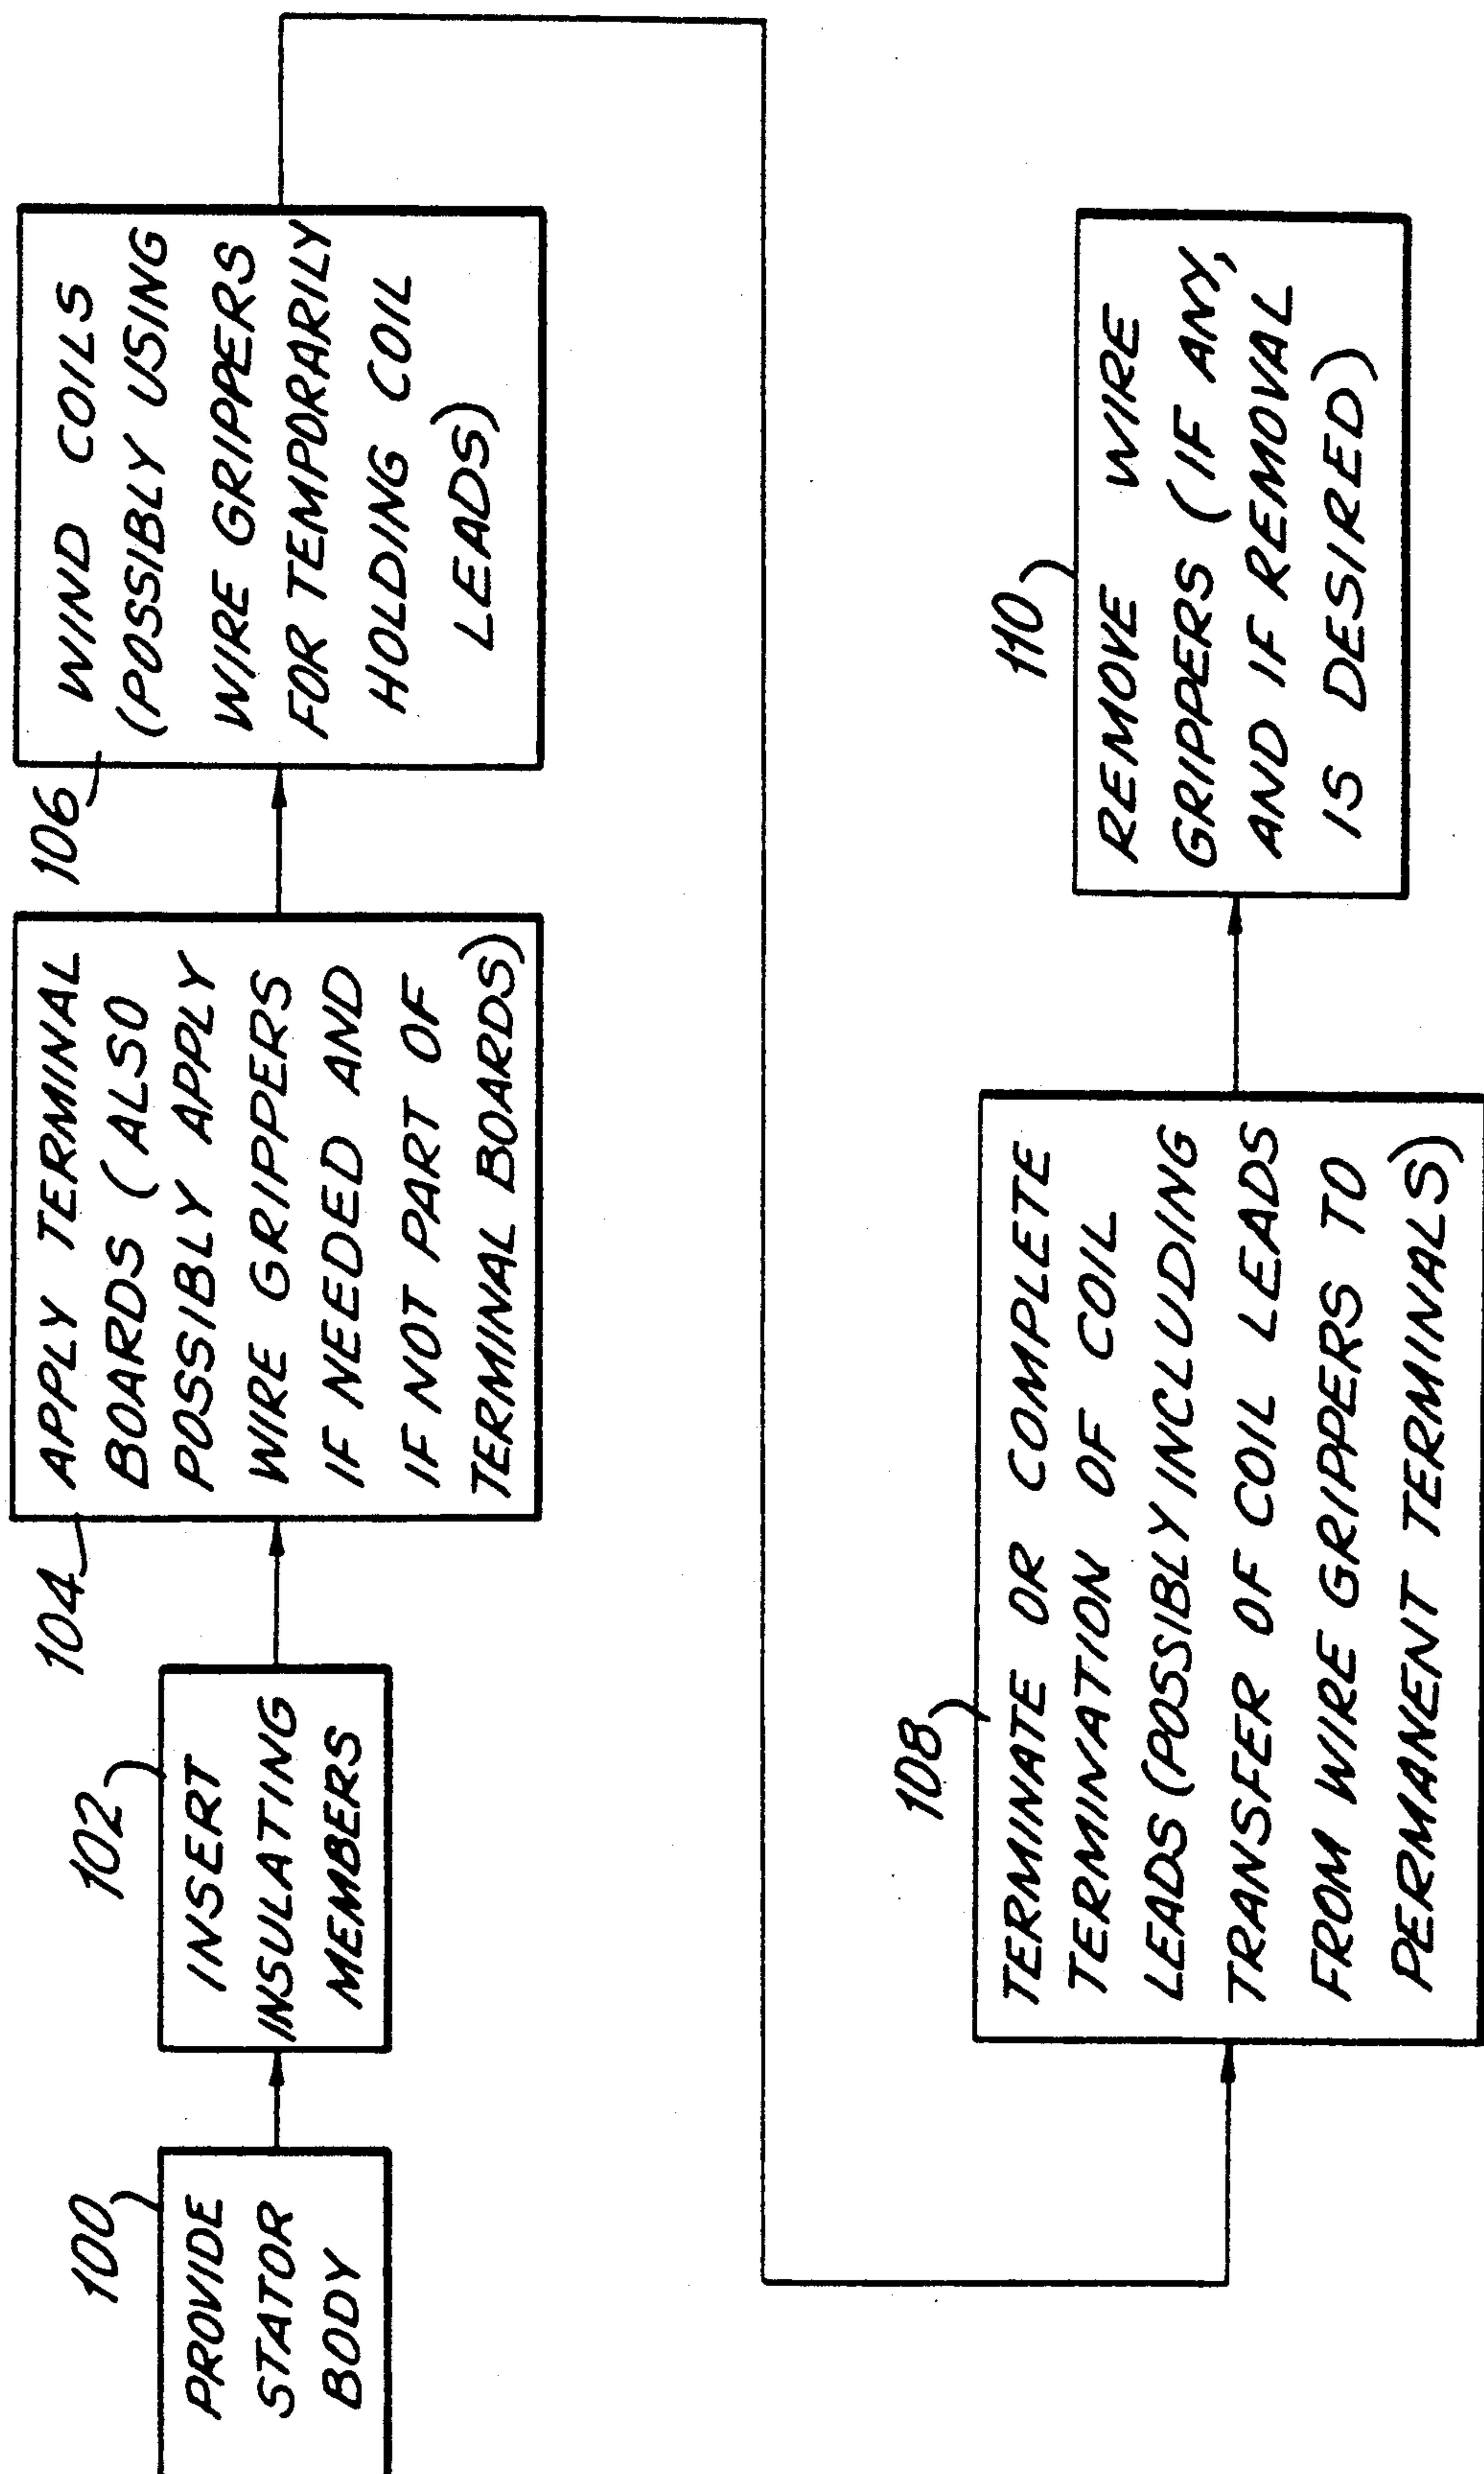 100
PROVIDE
STATOR
BODY
102
INSERT
INSULATING
MEMBERS
104
APPLY TERMINAL
BOARDS (ALSO
POSSIBLY APPLY
WIRE GRIPPERS
IF NEEDED AND
IF NOT PART OF
TERMINAL BOARDS)
106
WIND COILS
(POSSIBLY USING
WIRE GRIPPERS
FOR TEMPORARILY
HOLDING COIL
LEADS)
108
TERMINATE OR COMPLETE
TERMINATION OF COIL
LEADS (POSSIBLY INCLUDING
TRANSFER OF COIL LEADS
FROM WIRE GRIPPERS TO
PERMANENT TERMINALS)
110
REMOVE WIRE
GRIPPERS (IF ANY,
AND IF REMOVAL
IS DESIRED)